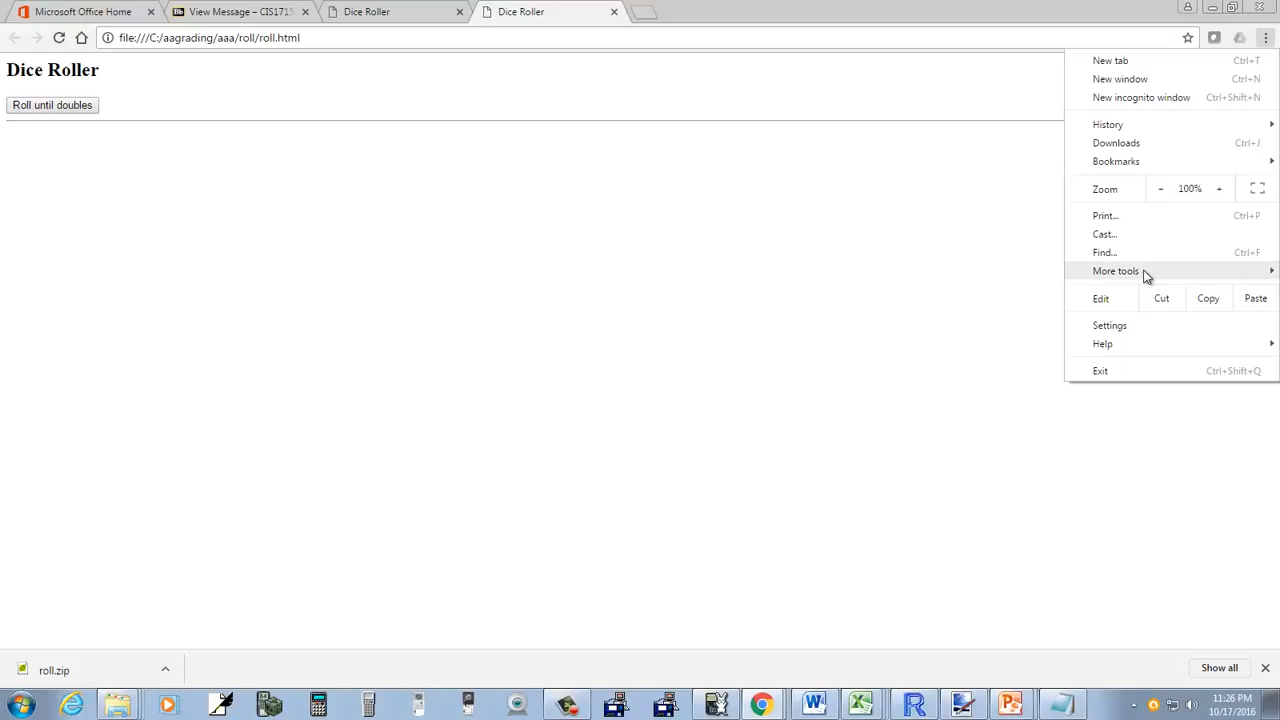 Microsoft Office Home
View Message – CIS1715
Dice Roller
Dice Roller
file:///C:/aagrading/aaa/roll/roll.html
Dice Roller
Roll until doubles
New tab Ctrl+T
New window Ctrl+N
New incognito window Ctrl+Shift+N
History
Downloads Ctrl+J
Bookmarks
Zoom - 100% +
Print... Ctrl+P
Cast...
Find... Ctrl+F
More tools
Edit Cut Copy Paste
Settings
Help
Exit Ctrl+Shift+Q
roll.zip
Show all
11:26 PM
10/17/2016